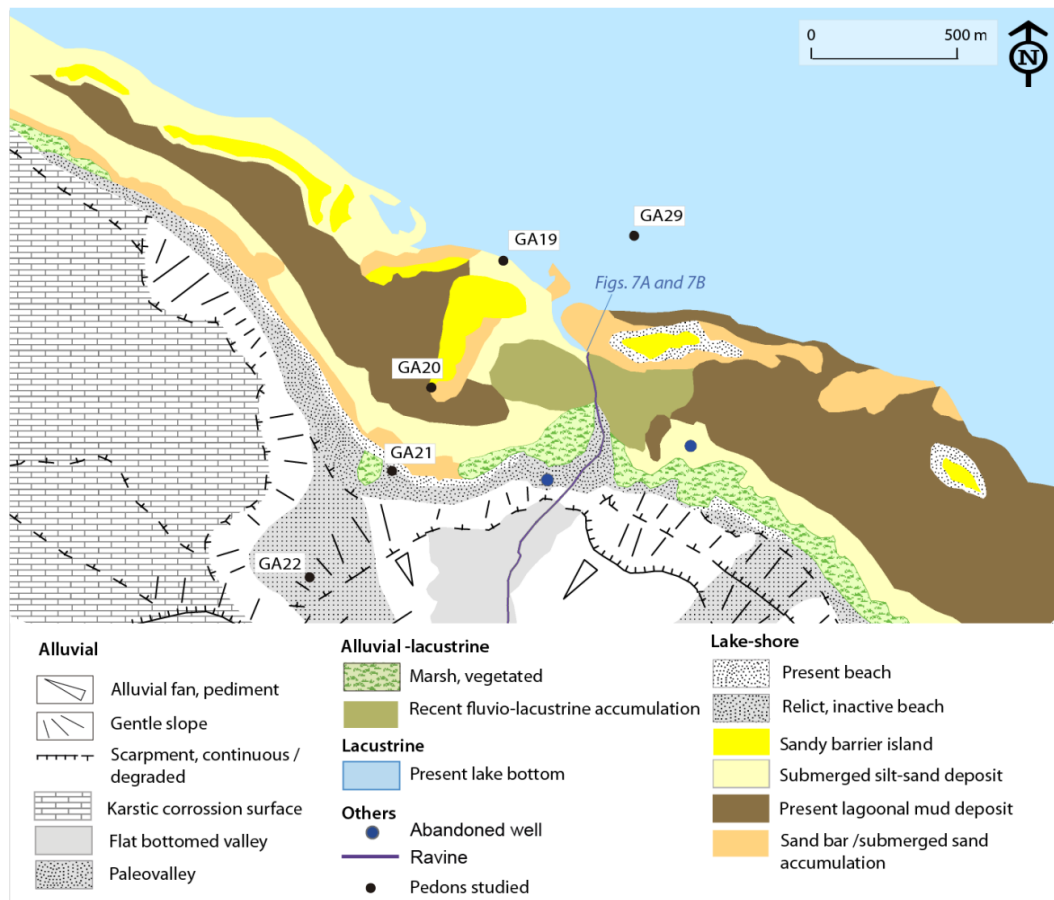 0 500 m
N
GA29
GA19
Figs. 7A and 7B
GA20
GA21
GA22
Alluvial
Alluvial fan, pediment
Gentle slope
Scarpment, continuous /
degraded
Karstic corrossion surface
Flat bottomed valley
Paleovalley
Alluvial -lacustrine
Marsh, vegetated
Recent fluvio-lacustrine accumulation
Lacustrine
Present lake bottom
Others
Abandoned well
Ravine
Pedons studied
Lake-shore
Present beach
Relict, inactive beach
Sandy barrier island
Submerged silt-sand deposit
Present lagoonal mud deposit
Sand bar /submerged sand
accumulation